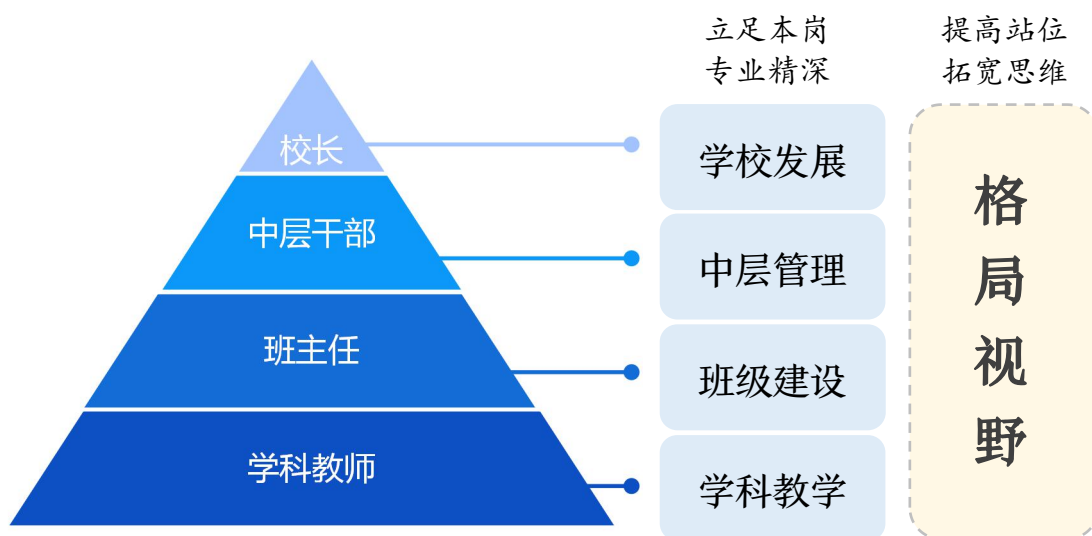 立足本岗
专业精深
提高站位
拓宽思维
校长
学校发展
中层干部
中层管理
班主任
班级建设
学科教师
学科教学
格
局
视
野